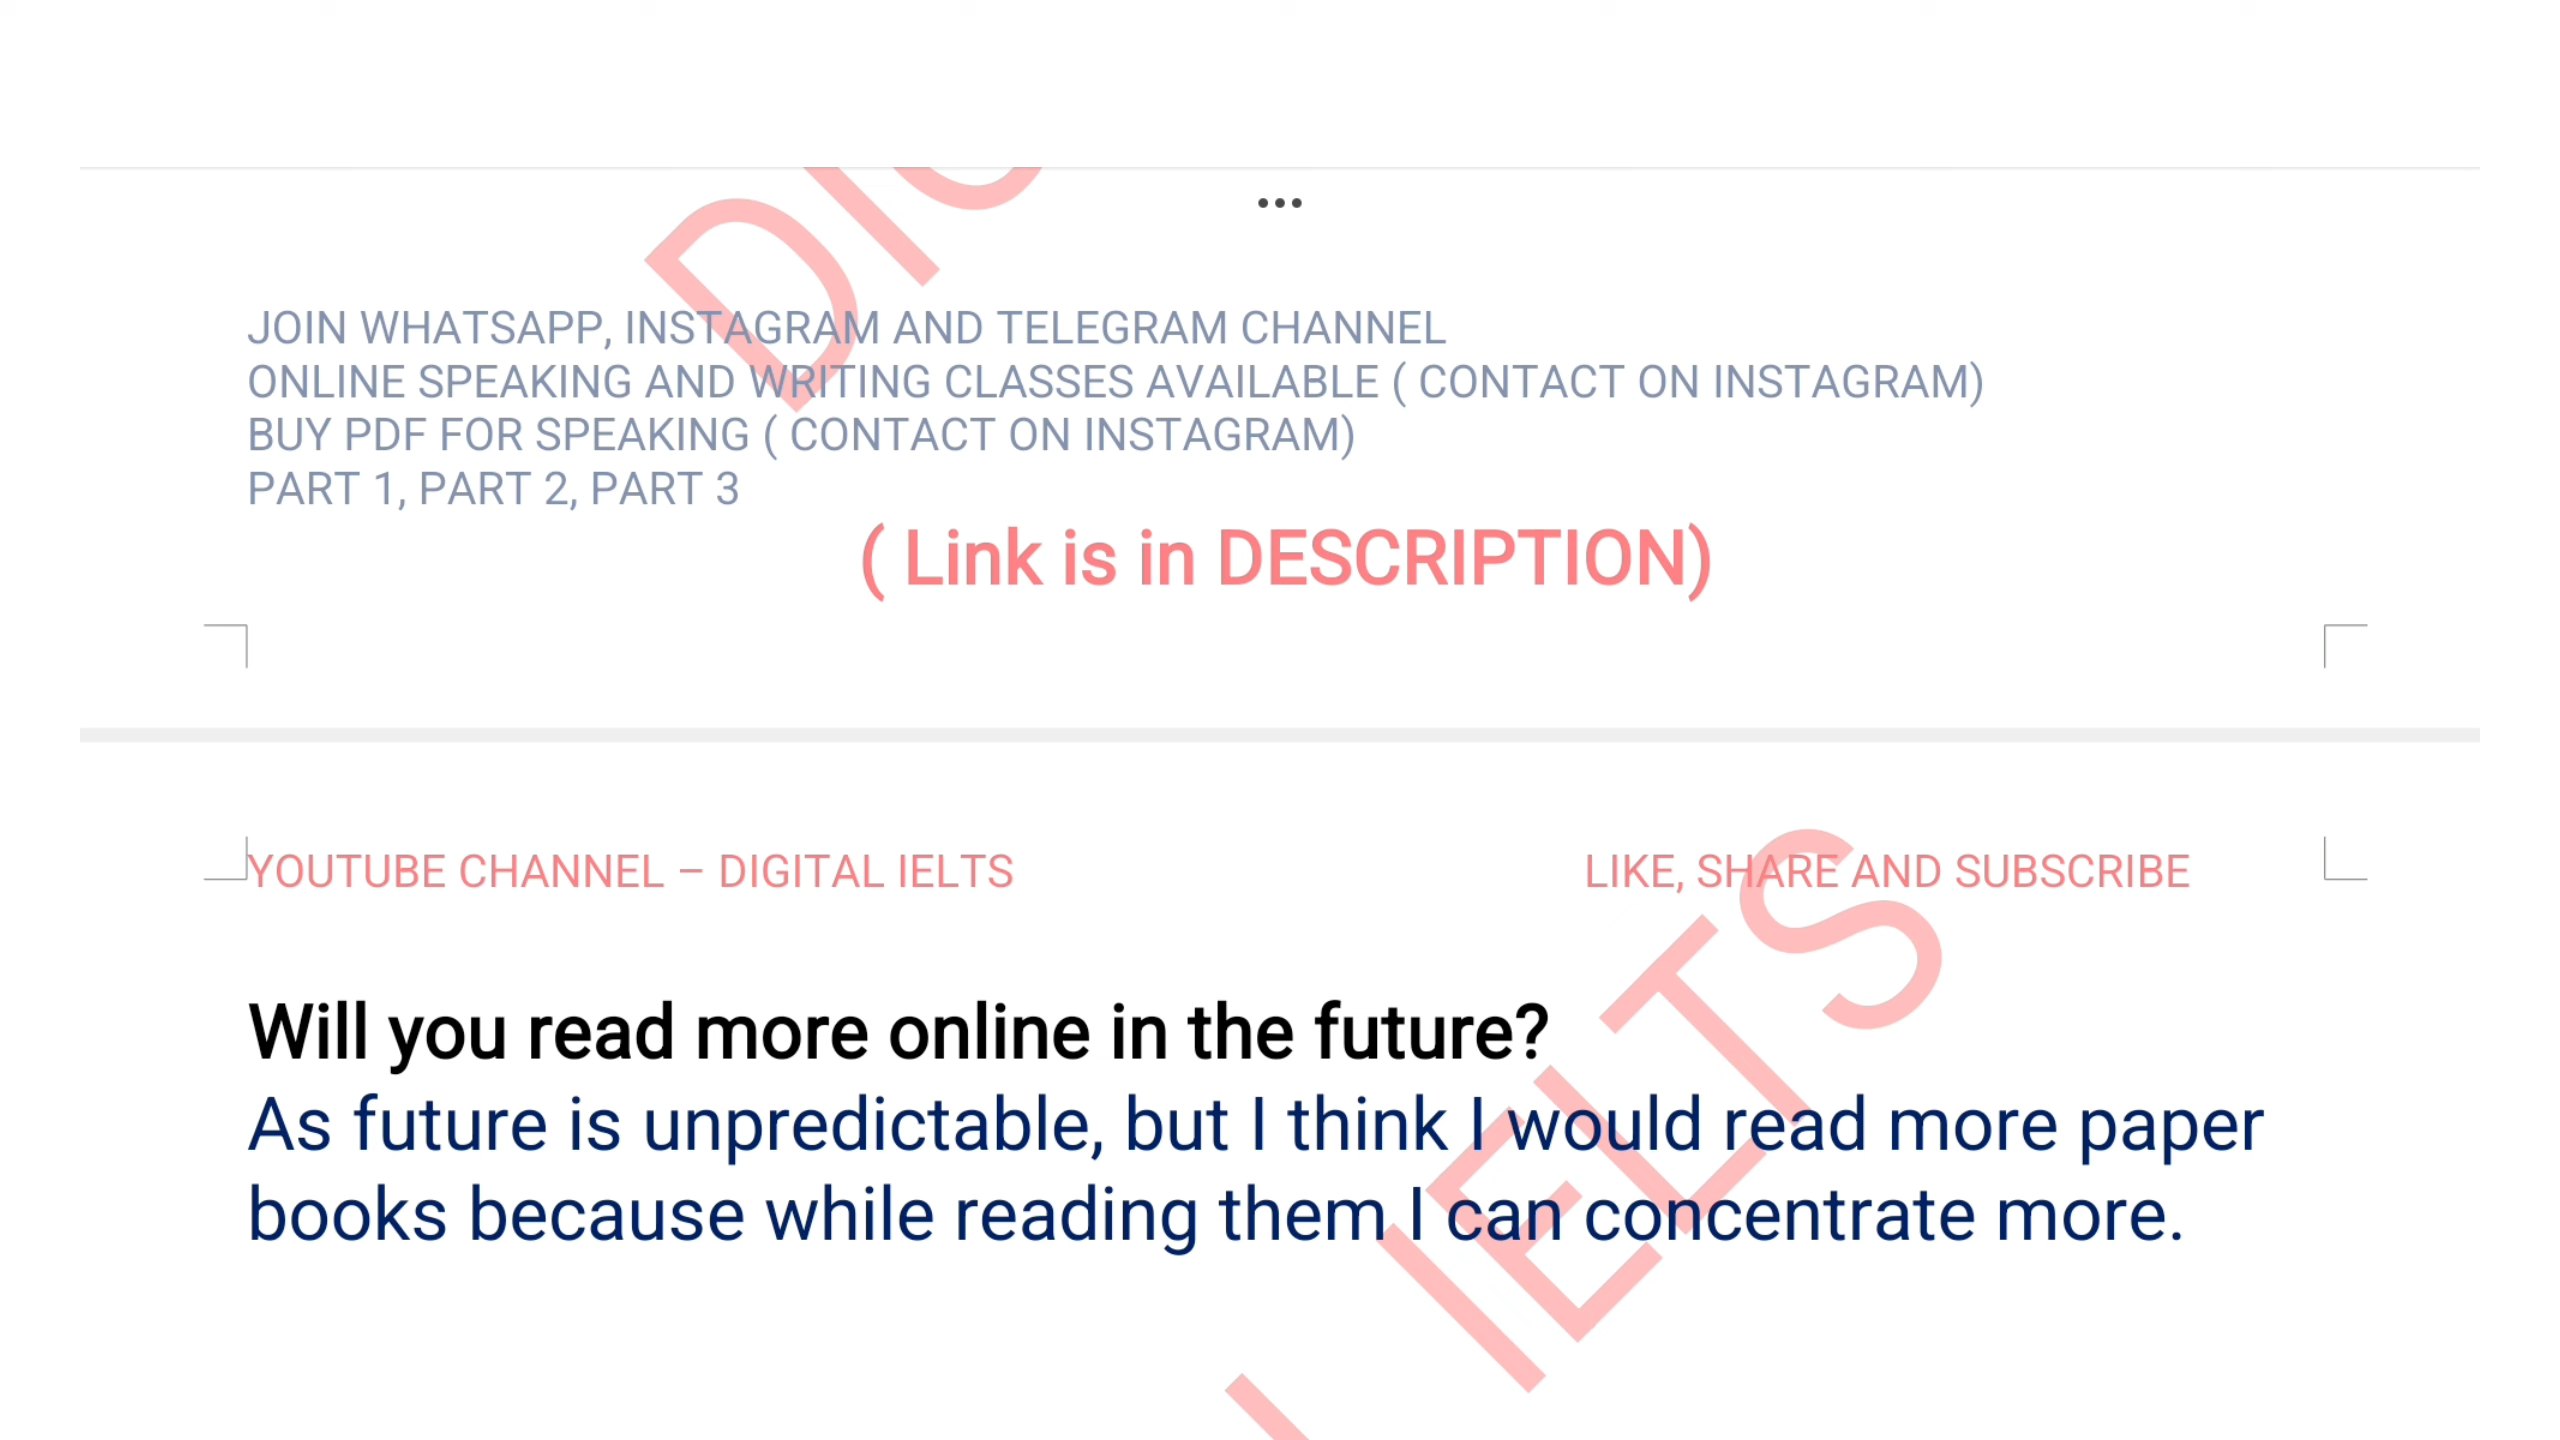 JOIN WHATSAPP, INSTAGRAM AND TELEGRAM CHANNEL
ONLINE SPEAKING AND WRITING CLASSES AVAILABLE ( CONTACT ON INSTAGRAM)
BUY PDF FOR SPEAKING ( CONTACT ON INSTAGRAM)
PART 1, PART 2, PART 3
( Link is in DESCRIPTION)
YOUTUBE CHANNEL – DIGITAL IELTS LIKE, SHARE AND SUBSCRIBE
Will you read more online in the future?
As future is unpredictable, but I think I would read more paper
books because while reading them I can concentrate more.
IELTS